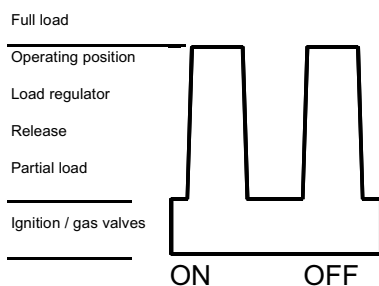 Full load
Operating position
Load regulator
Release
Partial load
Ignition / gas valves
ON OFF